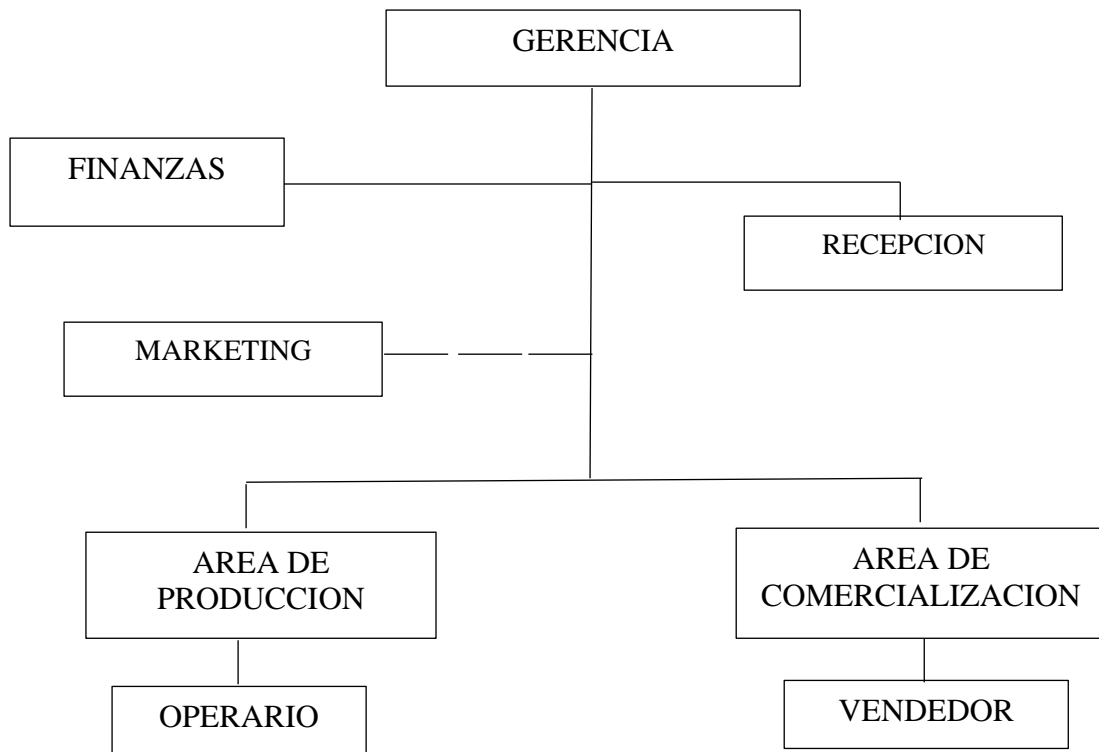 GERENCIA
FINANZAS
RECEPCION
MARKETING
AREA DE
PRODUCCION
AREA DE
COMERCIALIZACION
OPERARIO
VENDEDOR